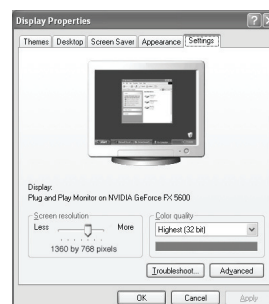 Display Properties
Themes Desktop Screen Saver Appearance Settings
Display:
Plug and Play Monitor on NVIDIA GeForce FX 5600
Screen resolution
Less More
1360 by 768 pixels
Color quality
Highest (32 bit)
Troubleshoot... Advanced
OK Cancel Apply